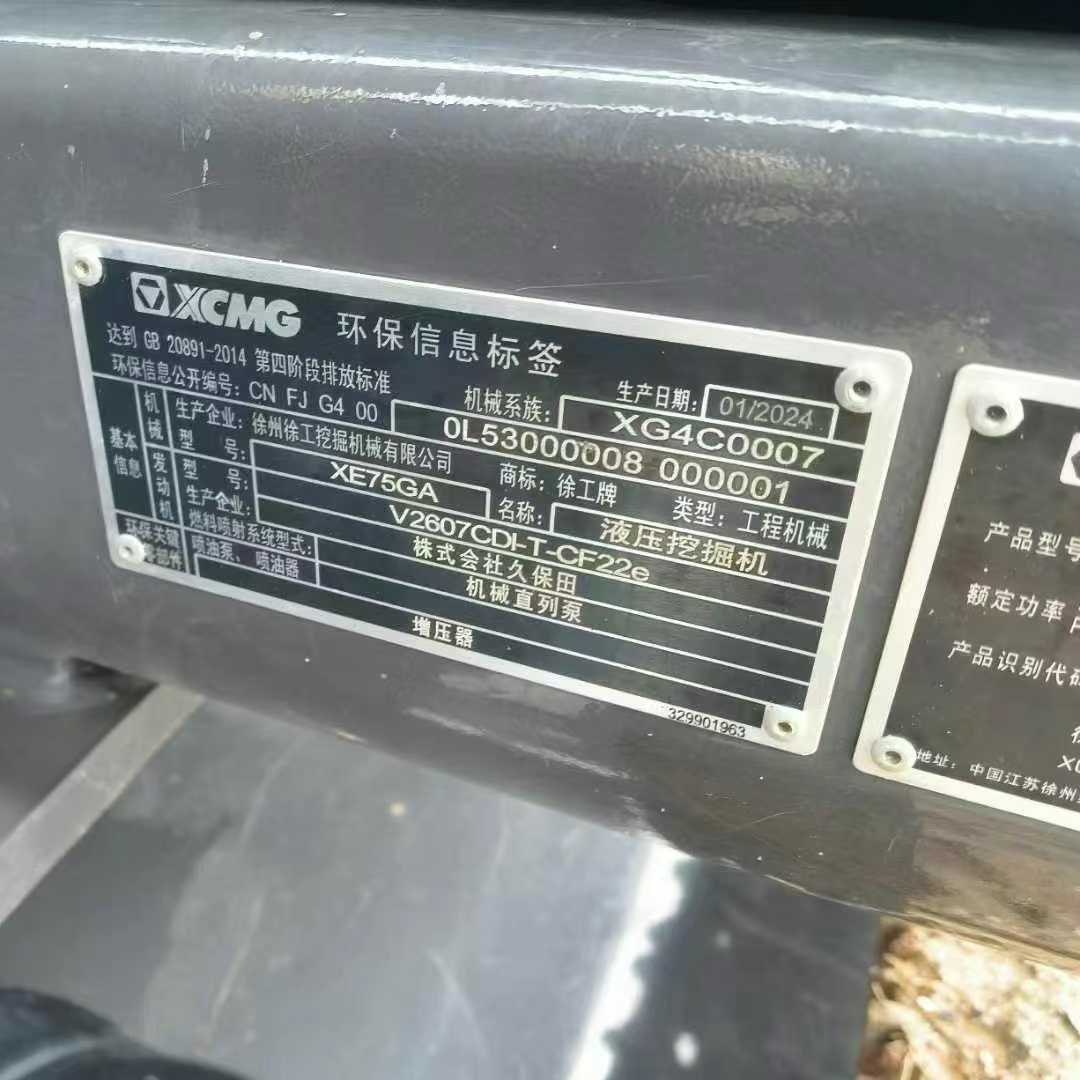 XCMG 环保信息标签
达到 GB 20891-2014 第四阶段排放标准
生产日期: 01/2024
环保信息公开编号: CN FJ G4 00 0L53000008 000001
机械系族: XG4C0007
基本信息
机械
生产企业: 徐州徐工挖掘机械有限公司
商标: 徐工牌
类型: 工程机械
型号: XE75GA
名称: 液压挖掘机
发动机
型号: V2607CDI-T-CF22e
生产企业: 株式会社久保田
环保关键零部件
燃料喷射系统型式: 机械直列泵
喷油泵、喷油器
增压器
329901963
产品型号
额定功率
产品识别代码
地址: 中国江苏徐州